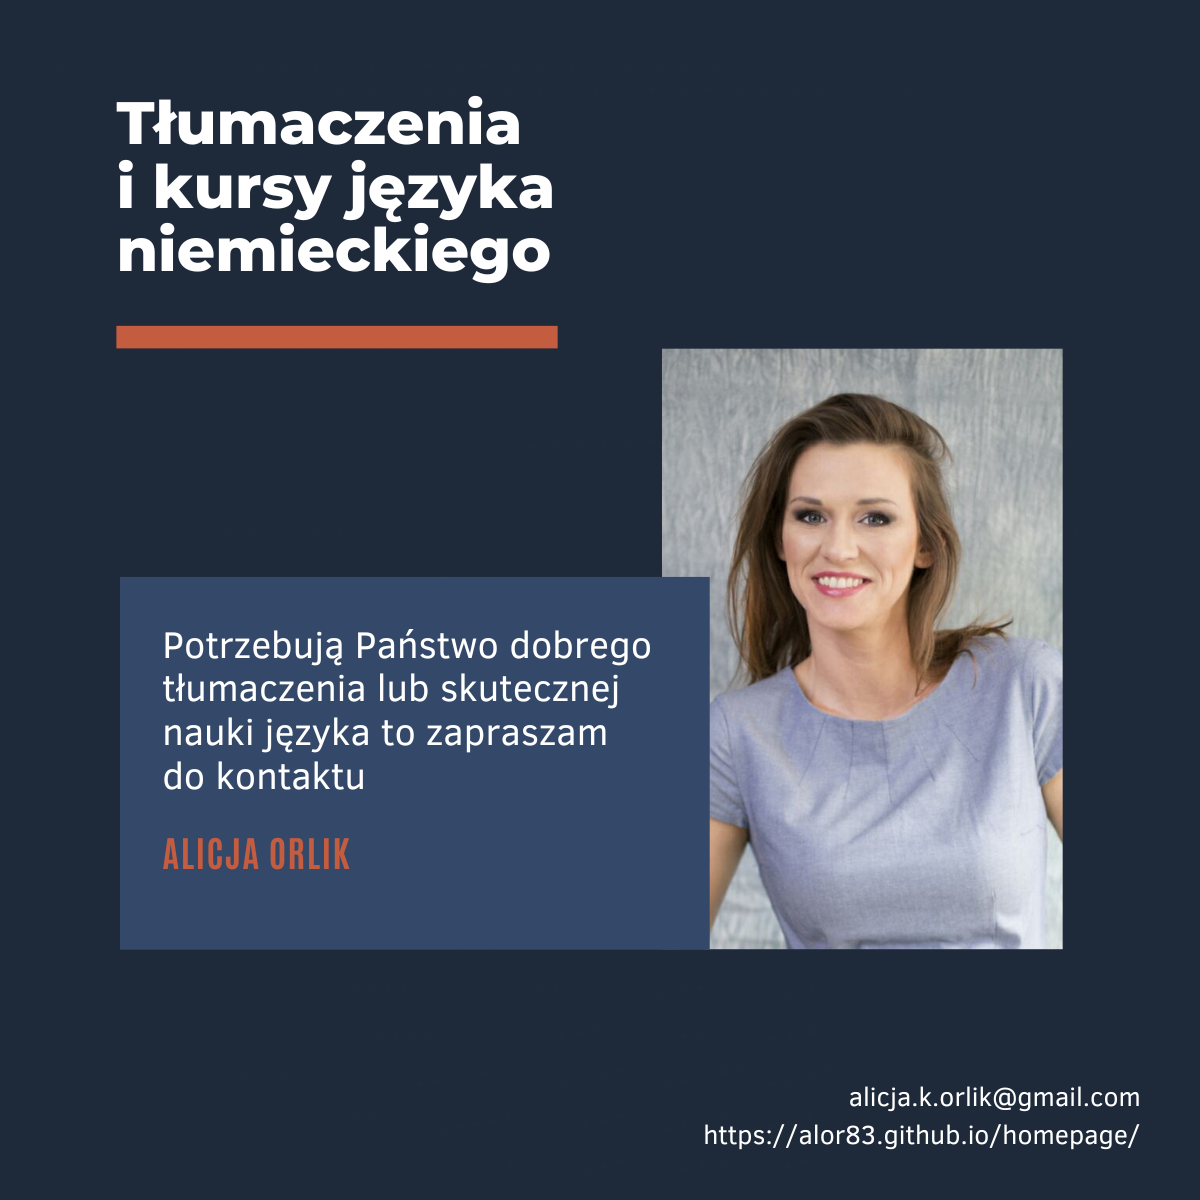 Tłumaczenia
i kursy języka
niemieckiego
Potrzebują Państwo dobrego
tłumaczenia lub skutecznej
nauki języka to zapraszam
do kontaktu
ALICJA ORLIK
alicja.k.orlik@gmail.com
https://alor83.github.io/homepage/